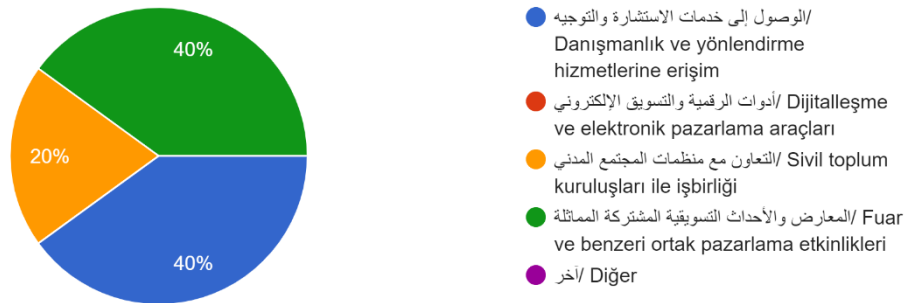 40%
20%
40%
الوصول إلى خدمات الاستشارة والتوجيه/
Danışmanlık ve yönlendirme
hizmetlerine erişim
أدوات الرقمية والتسويق الإلكتروني/ Dijitalleşme
ve elektronik pazarlama araçları
التعاون مع منظمات المجتمع المدني/ Sivil toplum
kuruluşları ile işbirliği
المعارض والأحداث التسويقية المشتركة المماثلة/ Fuar
ve benzeri ortak pazarlama etkinlikleri
آخر/ Diğer